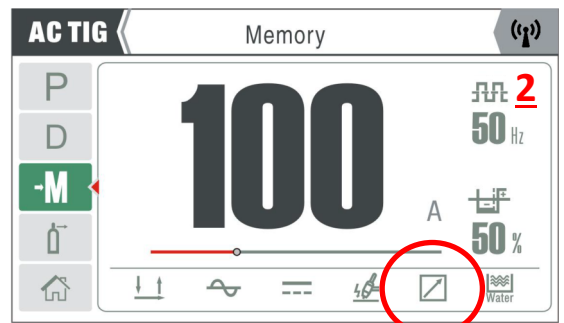 AC TIG Memory
P
2
100
50 Hz
D
→M
A
50 %
Water